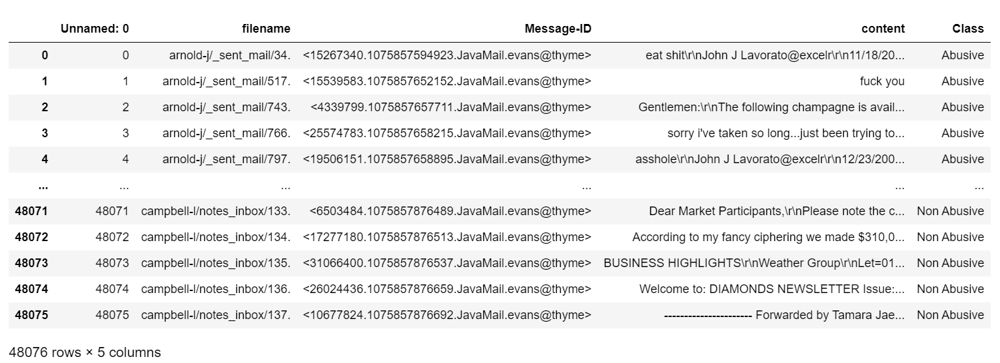 Unnamed: 0 filename Message-ID content Class
0 0 arnold-j/_sent_mail/34. <15267340.1075857594923.JavaMail.evans@thyme> eat shit\r\nJohn J Lavorato@excelr\r\n11/18/20... Abusive
1 1 arnold-j/_sent_mail/517. <15539583.1075857652152.JavaMail.evans@thyme> fuck you Abusive
2 2 arnold-j/_sent_mail/743. <4339799.1075857657711.JavaMail.evans@thyme> Gentlemen:\r\nThe following champagne is avail... Abusive
3 3 arnold-j/_sent_mail/766. <25574783.1075857658215.JavaMail.evans@thyme> sorry i've taken so long...just been trying to... Abusive
4 4 arnold-j/_sent_mail/797. <19506151.1075857658895.JavaMail.evans@thyme> asshole\r\nJohn J Lavorato@excelr\r\n12/23/200... Abusive
... ... ... ... ... ...
48071 48071 campbell-l/notes_inbox/133. <6503484.1075857876489.JavaMail.evans@thyme> Dear Market Participants,\r\nPlease note the c... Non Abusive
48072 48072 campbell-l/notes_inbox/134. <17277180.1075857876513.JavaMail.evans@thyme> According to my fancy ciphering we made $310,0... Non Abusive
48073 48073 campbell-l/notes_inbox/135. <31066400.1075857876537.JavaMail.evans@thyme> BUSINESS HIGHLIGHTS\r\nWeather Group\r\nLet=01... Non Abusive
48074 48074 campbell-l/notes_inbox/136. <26024436.1075857876659.JavaMail.evans@thyme> Welcome to: DIAMONDS NEWSLETTER Issue:... Non Abusive
48075 48075 campbell-l/notes_inbox/137. <10677824.1075857876692.JavaMail.evans@thyme> ---------------------- Forwarded by Tamara Jae... Non Abusive
48076 rows × 5 columns